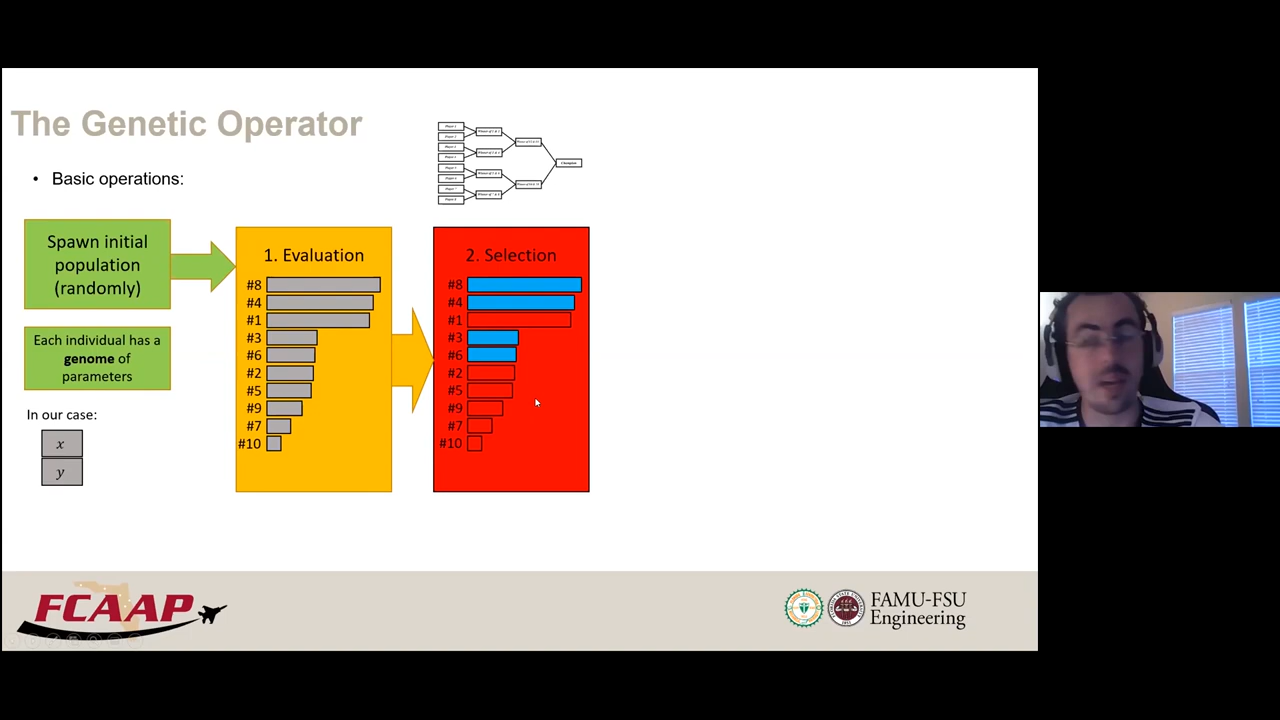 The Genetic Operator
• Basic operations:
Spawn initial
population
(randomly)
Each individual has a
genome of
parameters
In our case:
x
y
1. Evaluation
#8
#4
#1
#3
#6
#2
#5
#9
#7
#10
Champion
2. Selection
#8
#4
#1
#3
#6
#2
#5
#9
#7
#10
FCAAP
FAMU-FSU
Engineering